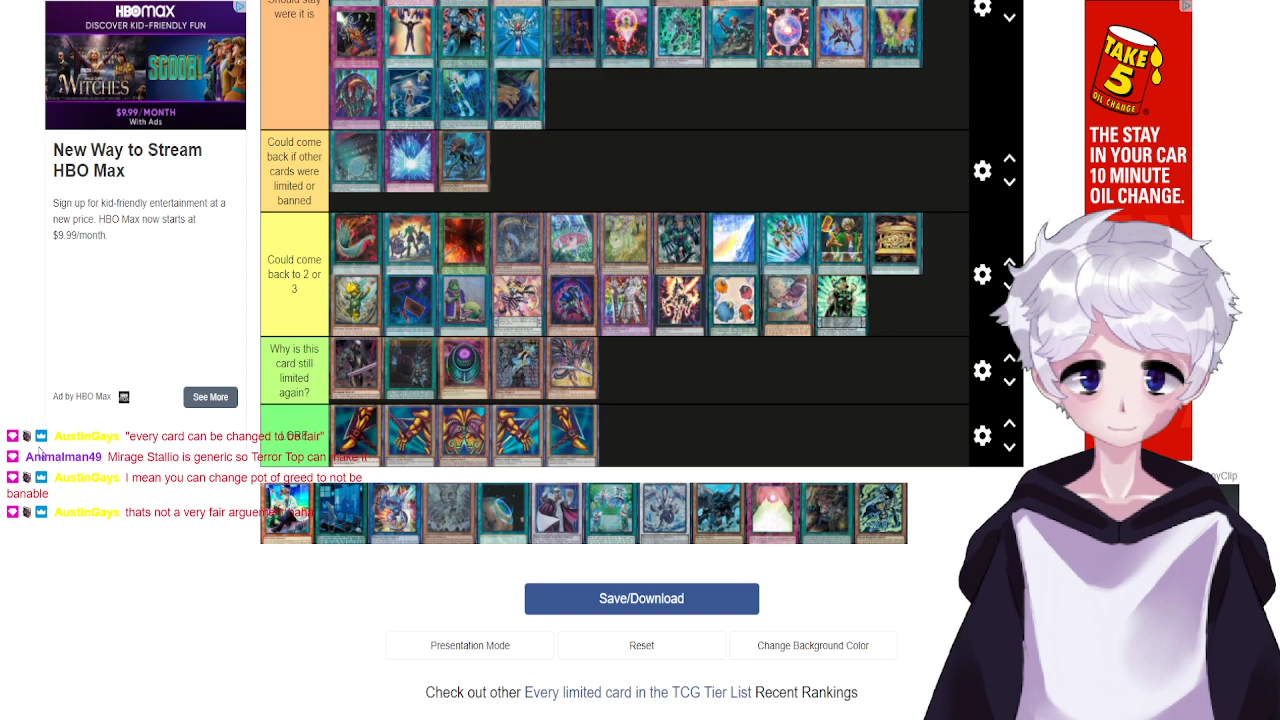 HBOMAX
DISCOVER KID-FRIENDLY FUN
WITCHES
SCOOB!
$9.99/MONTH
With Ads
New Way to Stream
HBO Max
Sign up for kid-friendly entertainment at a
new price. HBO Max now starts at
$9.99/month.
Ad by HBO Max
See More
were it is
Could come
back if other
cards were
limited or
banned
Could come
back to 2 or
3
Why is this
card still
limited
again?
AustinGays "every card can be changed to be fair"
Animalman49 Mirage Stallio is generic so Terror Top can make it
AustinGays I mean you can change pot of greed to not be
banable
AustinGays thats not a very fair arguement haha
TAKE
5
OIL CHANGE
THE STAY
IN YOUR CAR
10 MINUTE
OIL CHANGE.
Save/Download
Presentation Mode
Reset
Change Background Color
Check out other Every limited card in the TCG Tier List Recent Rankings